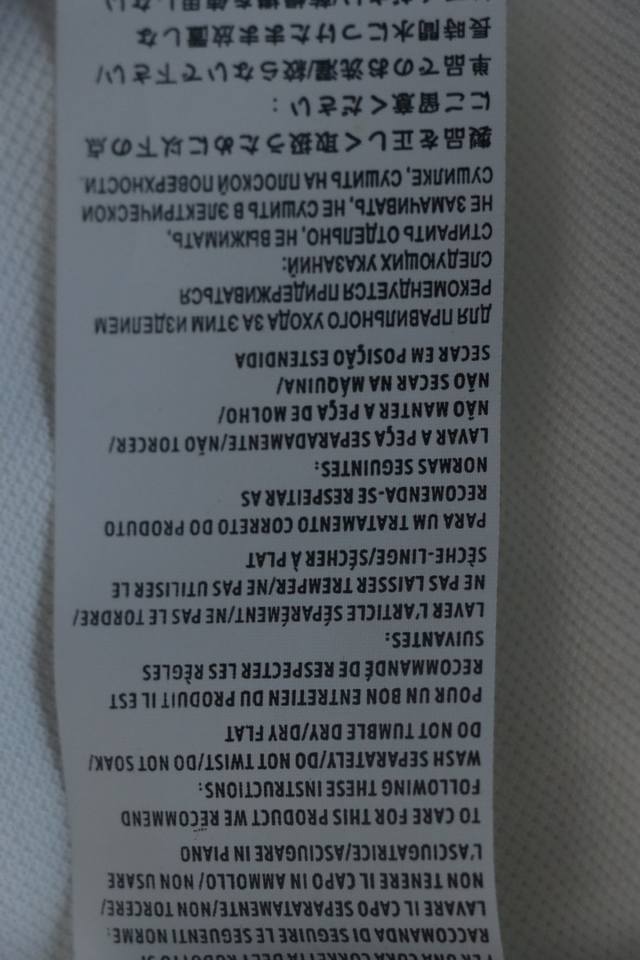 PER UNA CURA CORRETTA DEL PRODOTTO SI
RACCOMANDA DI SEGUIRE LE SEGUENTI NORME:
LAVARE IL CAPO SEPARATAMENTE/NON TORCERE/
NON TENERE IL CAPO IN AMMOLLO/ NON USARE
L'ASCIUGATRICE/ASCIUGARE IN PIANO
TO CARE FOR THIS PRODUCT WE RECOMMEND
FOLLOWING THESE INSTRUCTIONS:
WASH SEPARATELY/DO NOT TWIST/DO NOT SOAK/
DO NOT TUMBLE DRY/DRY FLAT
POUR UN BON ENTRETIEN DU PRODUIT IL EST
RECOMMANDÉ DE RESPECTER LES RÈGLES
SUIVANTES:
LAVER L'ARTICLE SÉPARÉMENT/NE PAS LE TORDRE/
NE PAS LAISSER TREMPER/NE PAS UTILISER LE
SÈCHE-LINGE/SÉCHER À PLAT
PARA UM TRATAMENTO CORRETO DO PRODUTO
RECOMENDA-SE RESPEITAR AS
NORMAS SEGUINTES:
LAVAR A PEÇA SEPARADAMENTE/NÃO TORCER/
NÃO MANTER A PEÇA DE MOLHO/
NÃO SECAR NA MÁQUINA/
SECAR EM POSIÇÃO ESTENDIDA
ДЛЯ ПРАВИЛЬНОГО УХОДА ЗА ЭТИМ ИЗДЕЛИЕМ
РЕКОМЕНДУЕТСЯ ПРИДЕРЖИВАТЬСЯ
СЛЕДУЮЩИХ УКАЗАНИЙ:
СТИРАТЬ ОТДЕЛЬНО, НЕ ВЫЖИМАТЬ,
НЕ ЗАМАЧИВАТЬ, НЕ СУШИТЬ В ЭЛЕКТРИЧЕСКОЙ
СУШИЛКЕ, СУШИТЬ НА ПЛОСКОЙ ПОВЕРХНОСТИ.
製品を正しく取扱うために以下の点
にご留意ください：
単品でのお洗濯/絞らないで下さい/
長時間水につけたまま放置しな